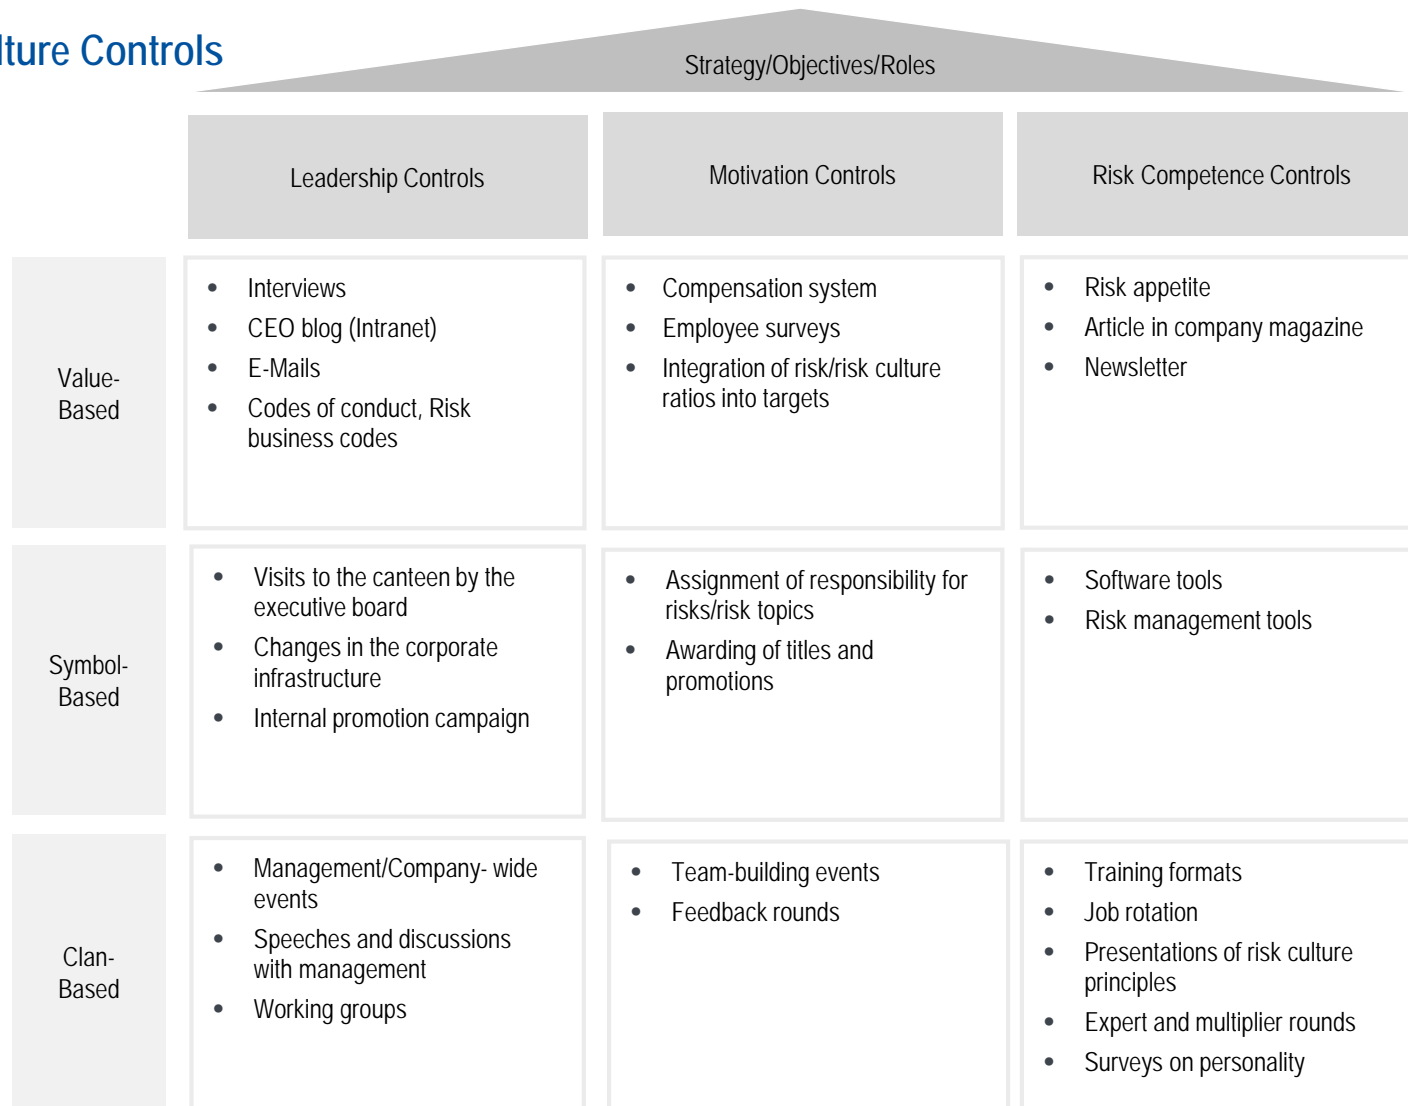 lture Controls
Strategy/Objectives/Roles
Leadership Controls
Motivation Controls
Risk Competence Controls
Value-
Based
• Interviews
• CEO blog (Intranet)
• E-Mails
• Codes of conduct, Risk
business codes
• Compensation system
• Employee surveys
• Integration of risk/risk culture
ratios into targets
• Risk appetite
• Article in company magazine
• Newsletter
Symbol-
Based
• Visits to the canteen by the
executive board
• Changes in the corporate
infrastructure
• Internal promotion campaign
• Assignment of responsibility for
risks/risk topics
• Awarding of titles and
promotions
• Software tools
• Risk management tools
Clan-
Based
• Management/Company- wide
events
• Speeches and discussions
with management
• Working groups
• Team-building events
• Feedback rounds
• Training formats
• Job rotation
• Presentations of risk culture
principles
• Expert and multiplier rounds
• Surveys on personality